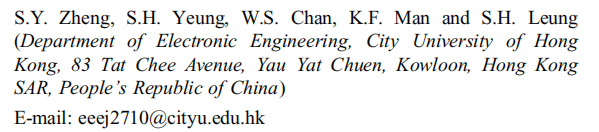 S.Y. Zheng, S.H. Yeung, W.S. Chan, K.F. Man and S.H. Leung
(Department of Electronic Engineering, City University of Hong
Kong, 83 Tat Chee Avenue, Yau Yat Chuen, Kowloon, Hong Kong
SAR, People's Republic of China)
E-mail: eeej2710@cityu.edu.hk